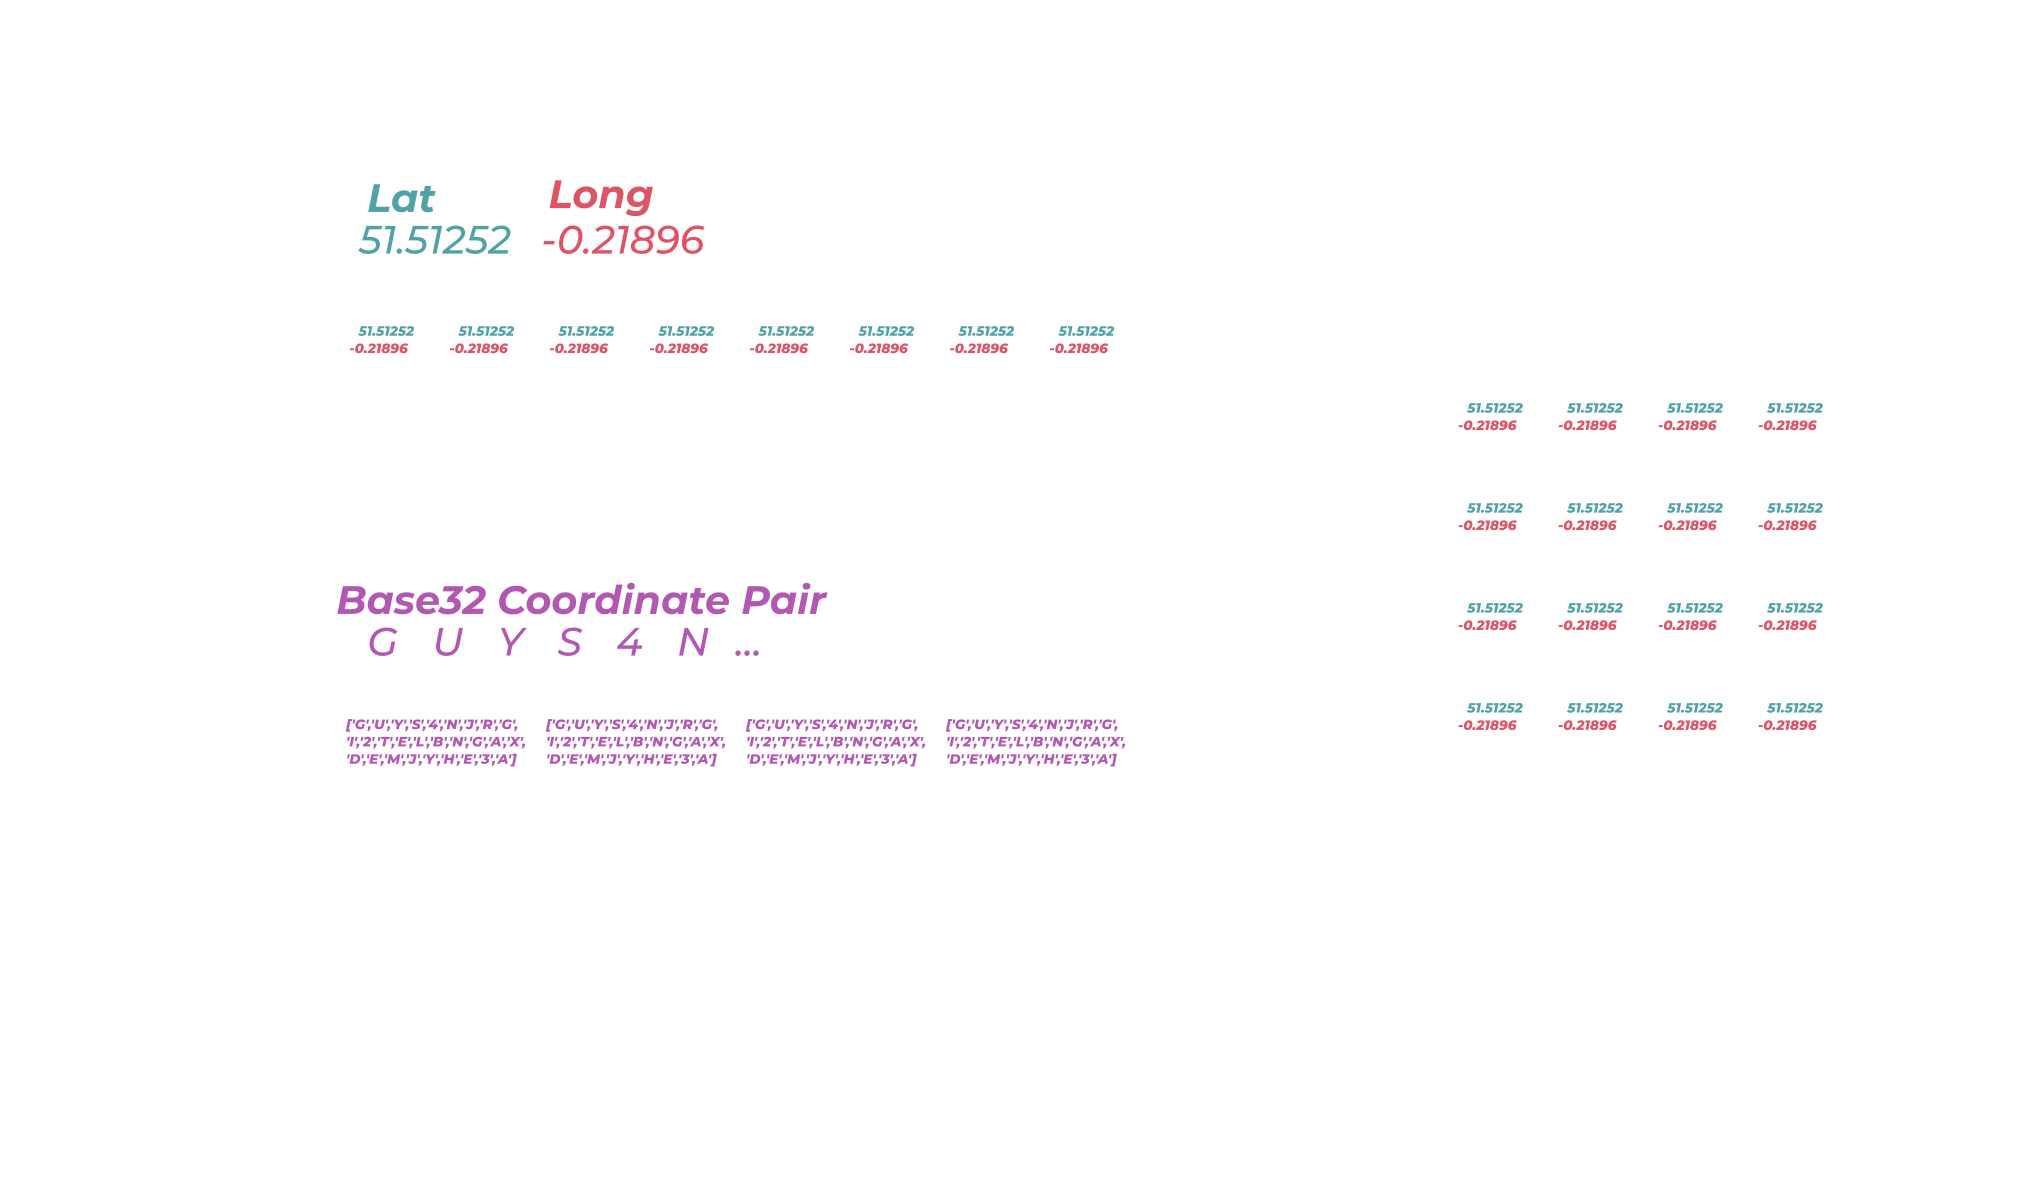 Lat Long
51.51252 -0.21896
51.51252 51.51252 51.51252 51.51252 51.51252 51.51252 51.51252 51.51252
-0.21896 -0.21896 -0.21896 -0.21896 -0.21896 -0.21896 -0.21896 -0.21896
51.51252 51.51252 51.51252 51.51252
-0.21896 -0.21896 -0.21896 -0.21896
51.51252 51.51252 51.51252 51.51252
-0.21896 -0.21896 -0.21896 -0.21896
51.51252 51.51252 51.51252 51.51252
-0.21896 -0.21896 -0.21896 -0.21896
51.51252 51.51252 51.51252 51.51252
-0.21896 -0.21896 -0.21896 -0.21896
Base32 Coordinate Pair
G U Y S 4 N ...
['G','U','Y','S','4','N','J','R','G', ['G','U','Y','S','4','N','J','R','G', ['G','U','Y','S','4','N','J','R','G', ['G','U','Y','S','4','N','J','R','G',
'I','2','T','E','L','B','N','G','A','X', 'I','2','T','E','L','B','N','G','A','X', 'I','2','T','E','L','B','N','G','A','X', 'I','2','T','E','L','B','N','G','A','X',
'D','E','M','J','Y','H','E','3','A'] 'D','E','M','J','Y','H','E','3','A'] 'D','E','M','J','Y','H','E','3','A'] 'D','E','M','J','Y','H','E','3','A']